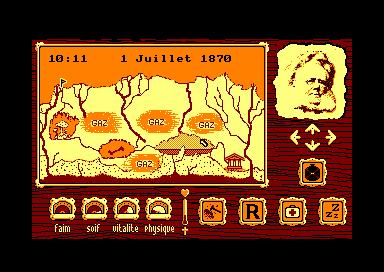 10:11 1 Juillet 1870
GAZ GAZ GAZ
GAZ
R Z
Z
Z
faim soif vitalite physique